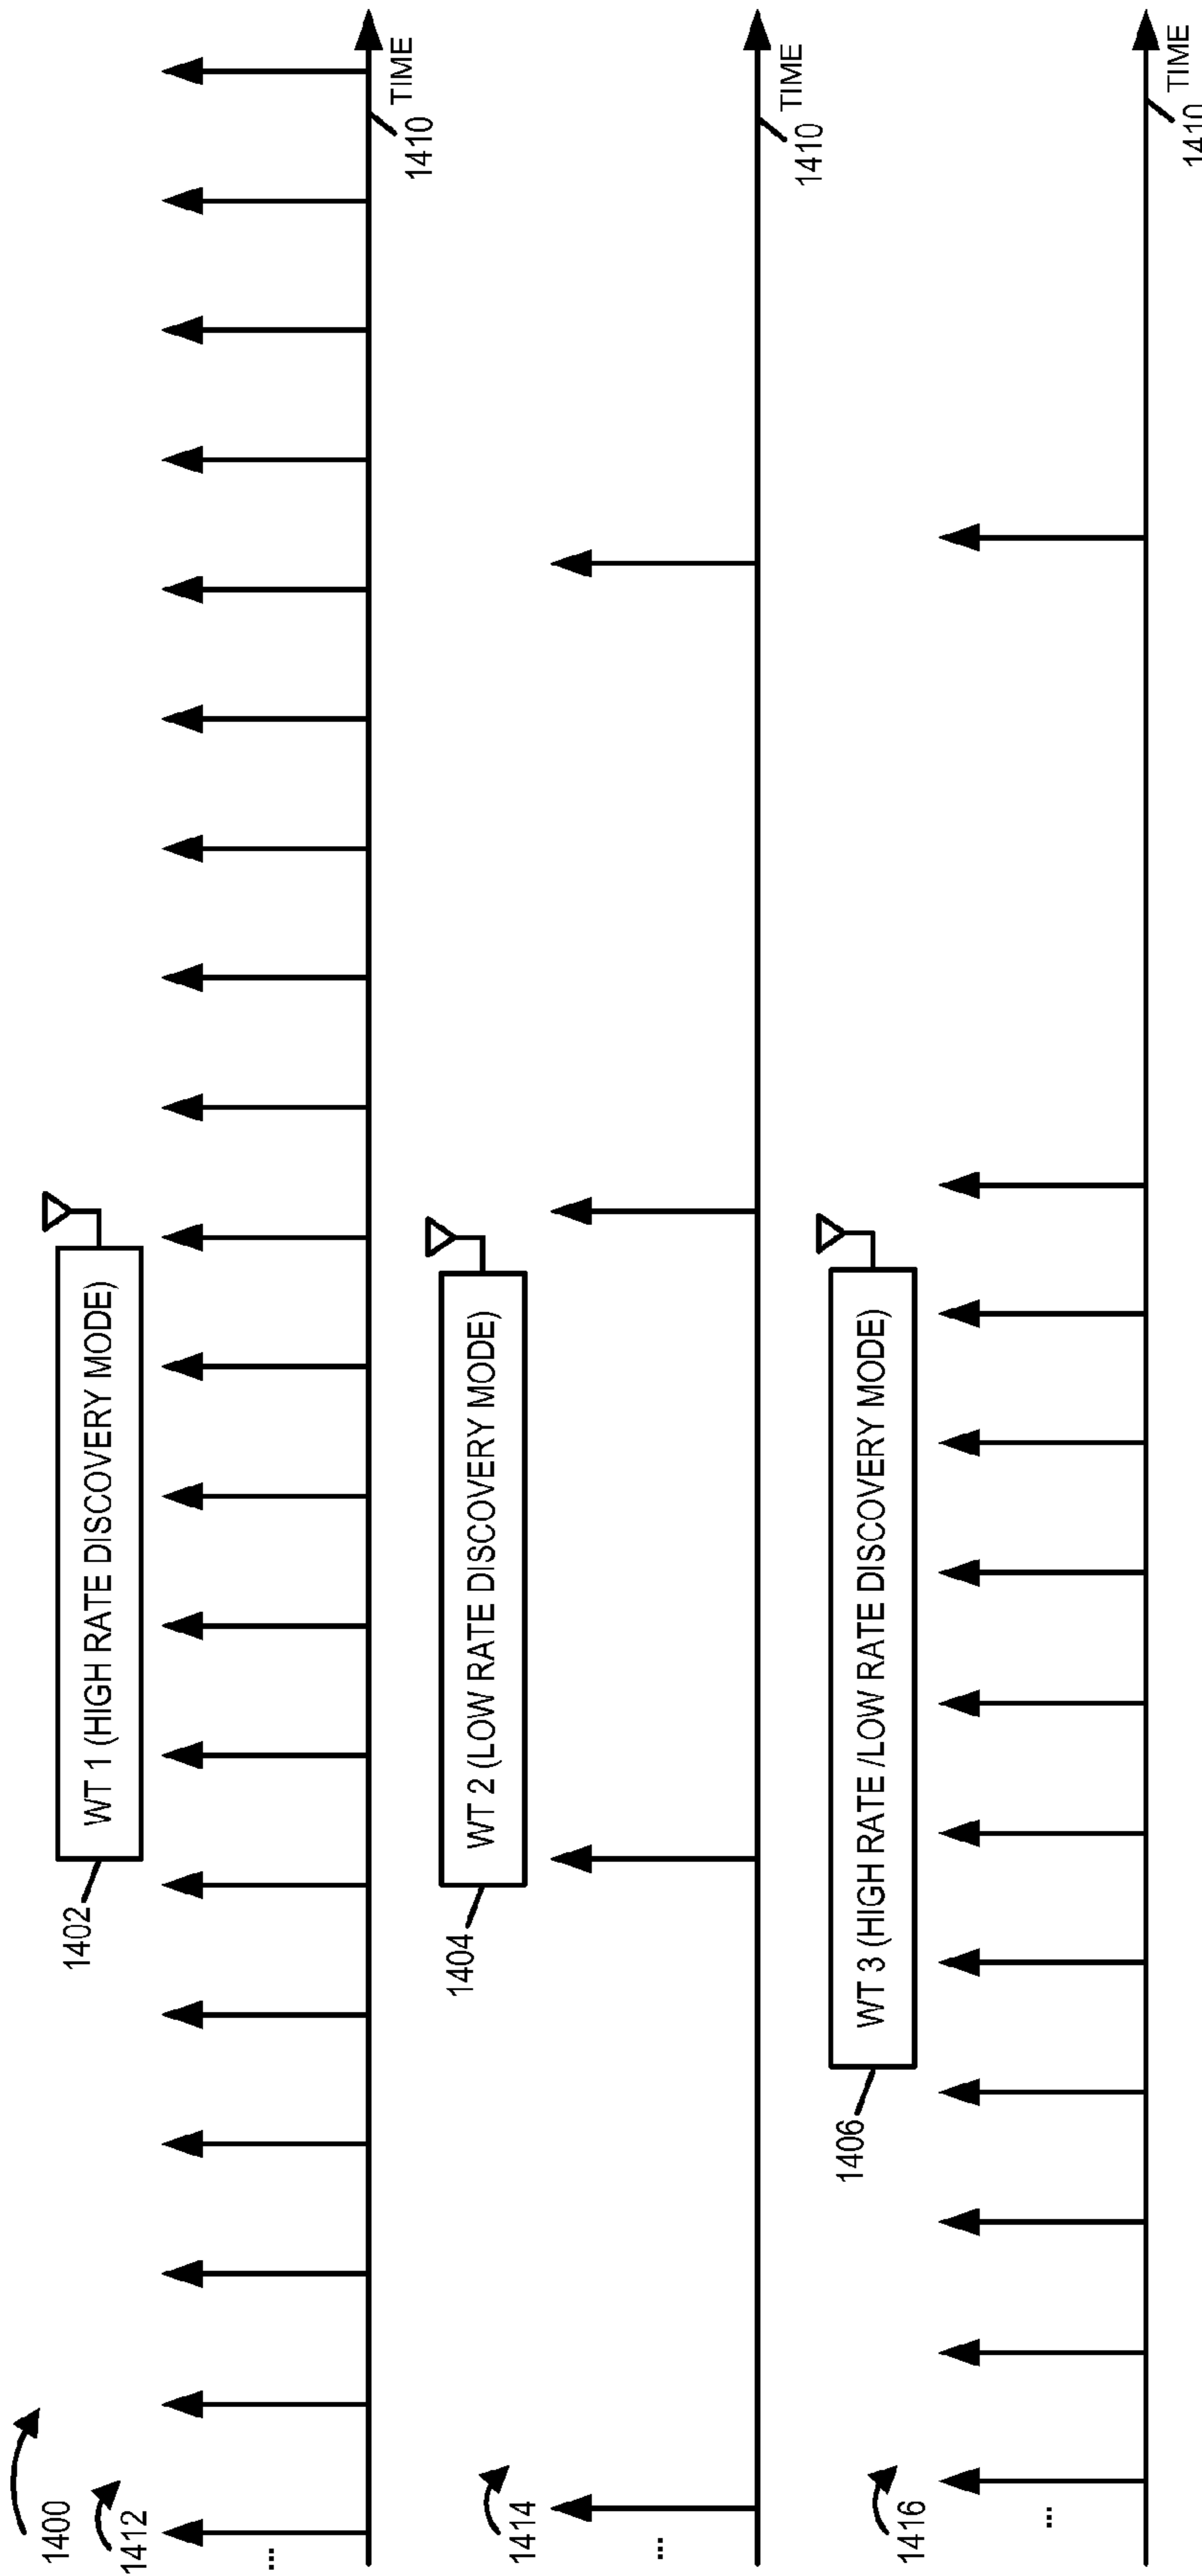 1400
WT 1 (HIGH RATE DISCOVERY MODE)
1402
1412
...
TIME
1410
WT 2 (LOW RATE DISCOVERY MODE)
1404
1414
...
TIME
1410
WT 3 (HIGH RATE /LOW RATE DISCOVERY MODE)
1406
1416
...
TIME
1410